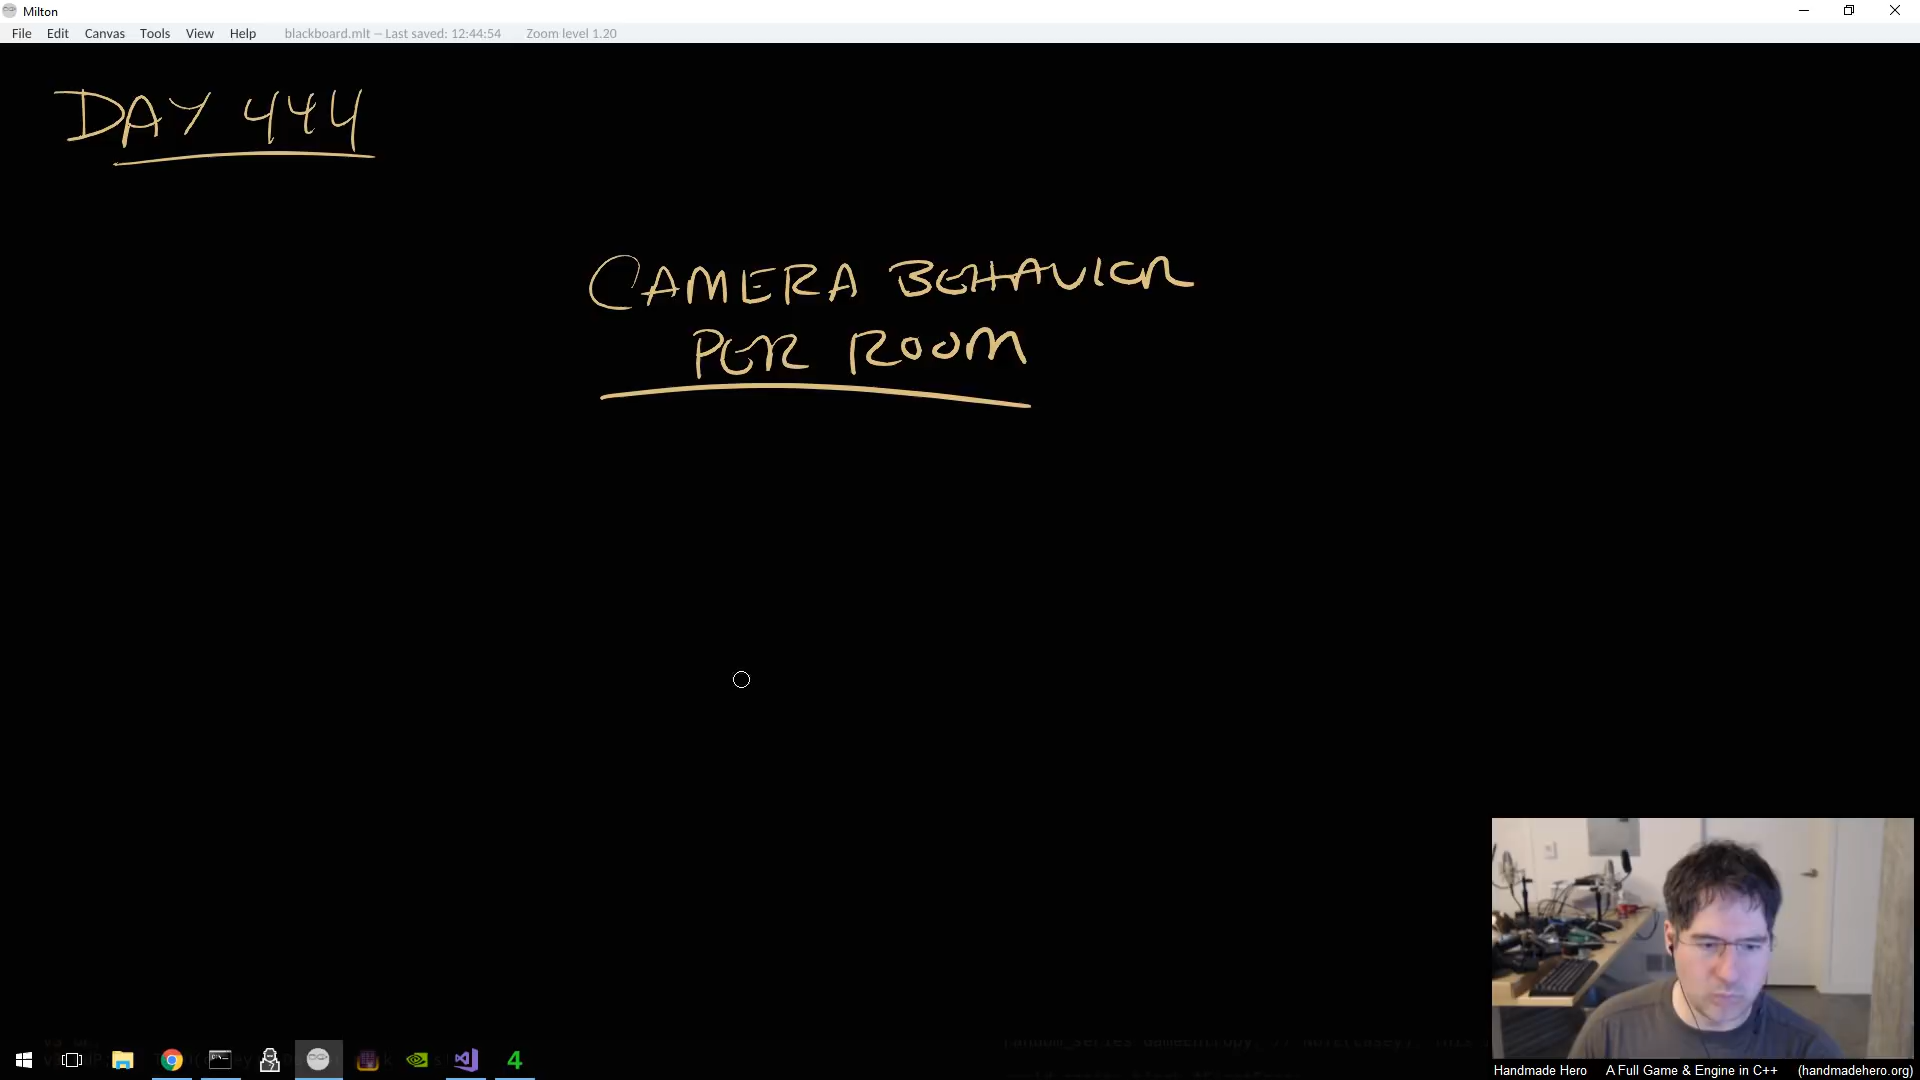 Milton
File Edit Canvas Tools View Help blackboard.mlt – Last saved: 12:44:54 Zoom level 1.20
DAY 444
CAMERA BEHAVIOR
PER ROOM
4
Handmade Hero A Full Game & Engine in C++ (handmadehero.org)